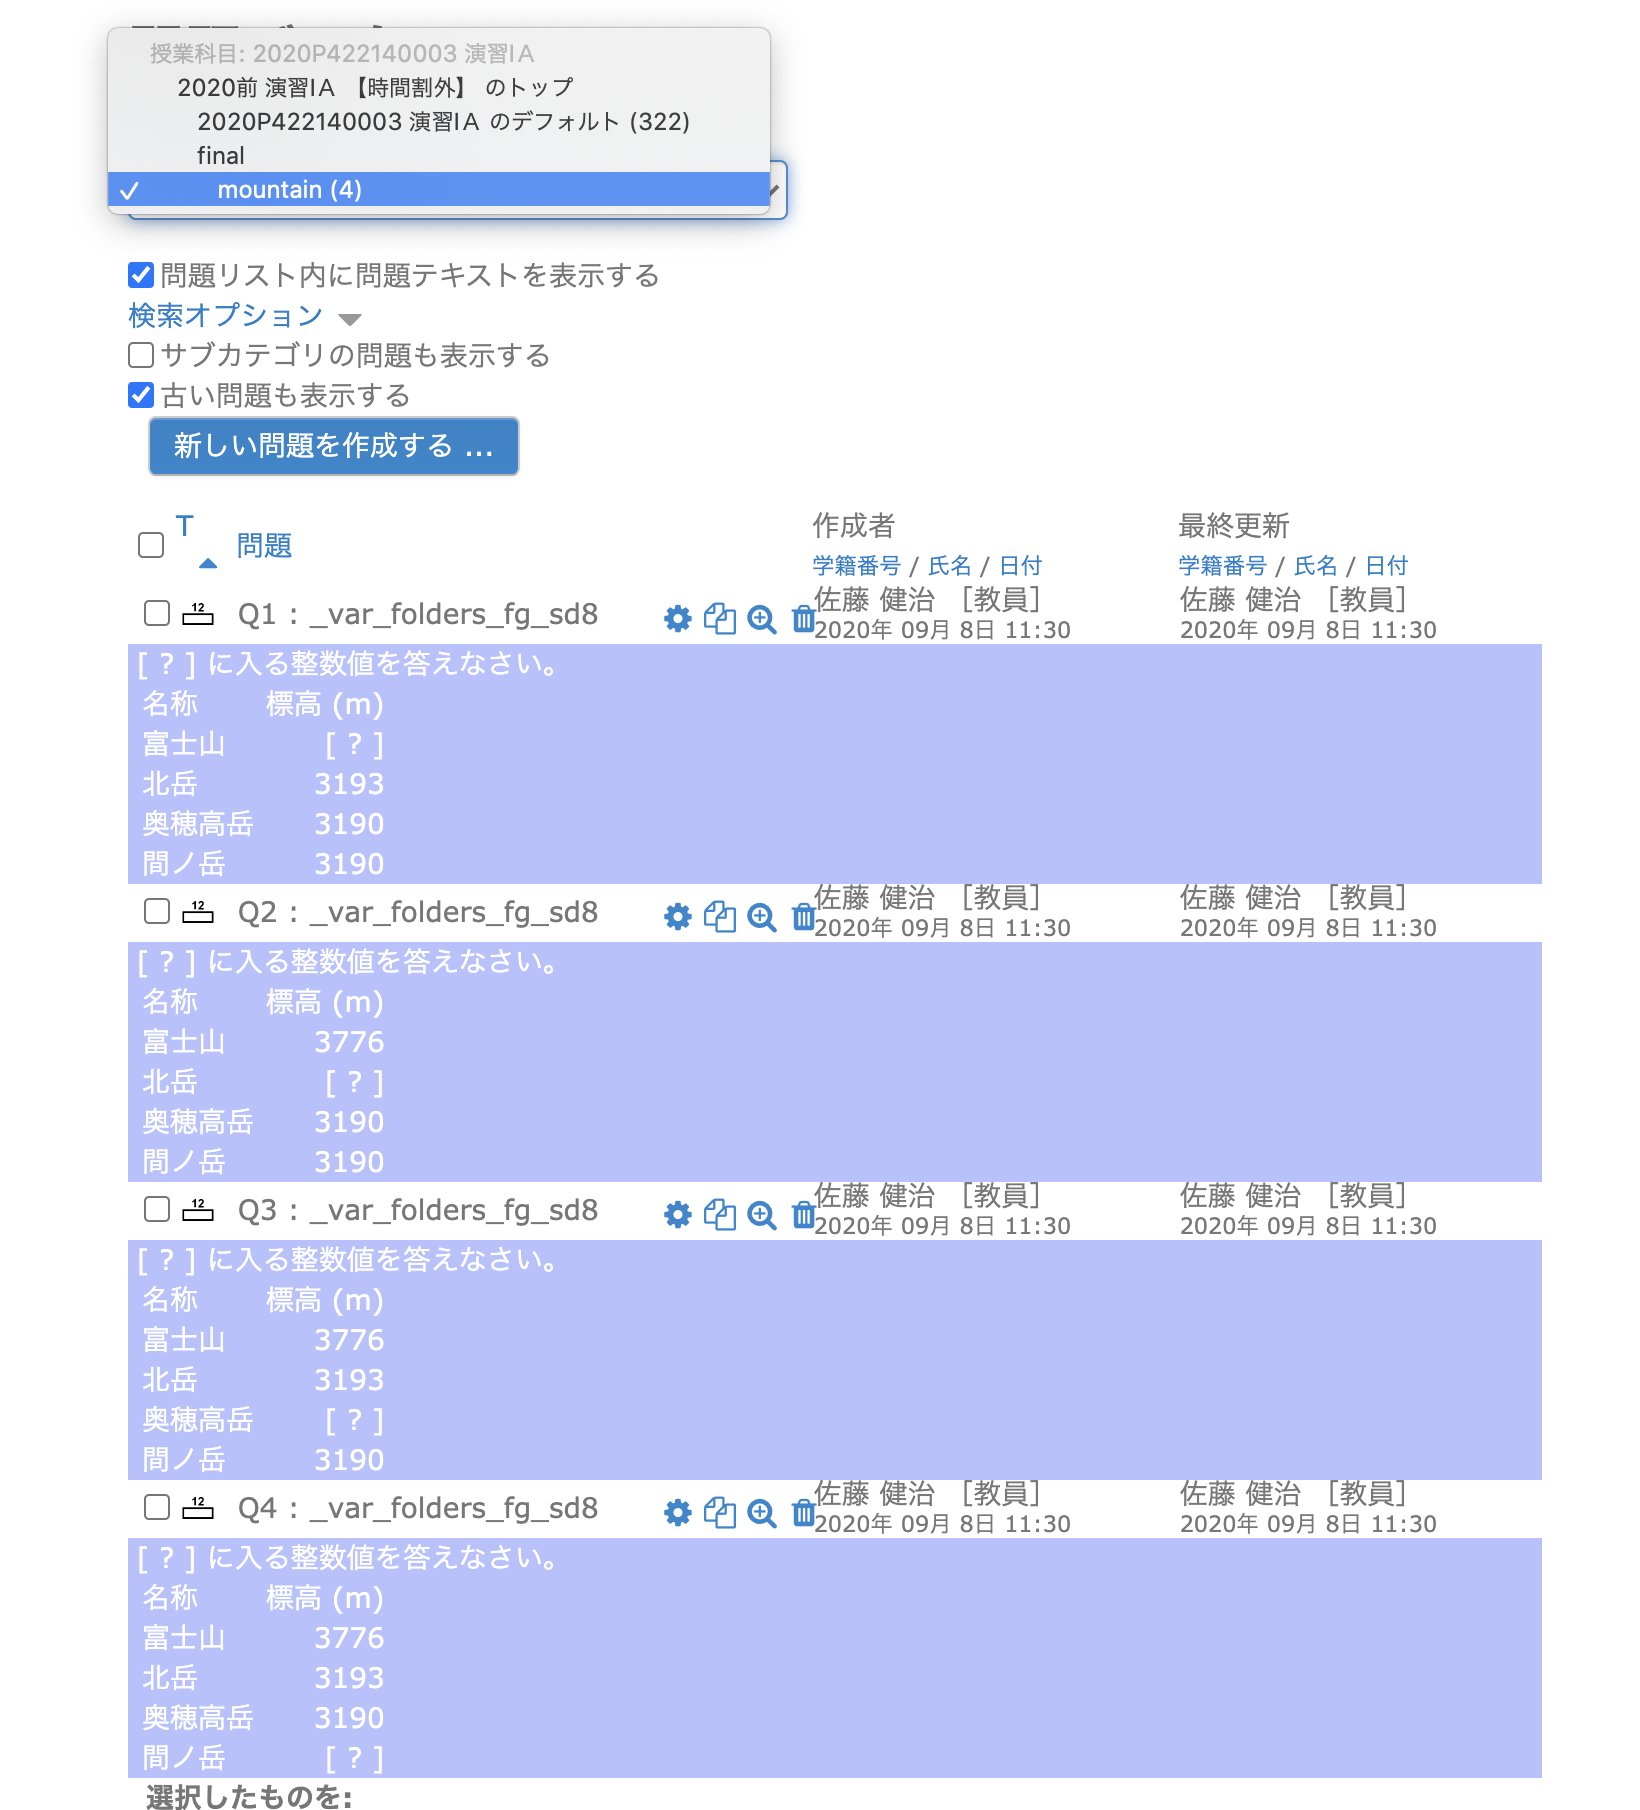 授業科目: 2020P422140003 演習IA
2020前 演習IA 【時間割外】 のトップ
2020P422140003 演習IA のデフォルト (322)
final
✓ mountain (4)
問題リスト内に問題テキストを表示する
検索オプション
サブカテゴリの問題も表示する
古い問題も表示する
新しい問題を作成する ...
T 問題 作成者 最終更新
学籍番号 / 氏名 / 日付 学籍番号 / 氏名 / 日付
12 Q1 : _var_folders_fg_sd8 佐藤 健治 [教員] 佐藤 健治 [教員]
2020年 09月 8日 11:30 2020年 09月 8日 11:30
[ ? ] に入る整数値を答えなさい。
名称 標高 (m)
富士山 [ ? ]
北岳 3193
奥穂高岳 3190
間ノ岳 3190
12 Q2 : _var_folders_fg_sd8 佐藤 健治 [教員] 佐藤 健治 [教員]
2020年 09月 8日 11:30 2020年 09月 8日 11:30
[ ? ] に入る整数値を答えなさい。
名称 標高 (m)
富士山 3776
北岳 [ ? ]
奥穂高岳 3190
間ノ岳 3190
12 Q3 : _var_folders_fg_sd8 佐藤 健治 [教員] 佐藤 健治 [教員]
2020年 09月 8日 11:30 2020年 09月 8日 11:30
[ ? ] に入る整数値を答えなさい。
名称 標高 (m)
富士山 3776
北岳 3193
奥穂高岳 [ ? ]
間ノ岳 3190
12 Q4 : _var_folders_fg_sd8 佐藤 健治 [教員] 佐藤 健治 [教員]
2020年 09月 8日 11:30 2020年 09月 8日 11:30
[ ? ] に入る整数値を答えなさい。
名称 標高 (m)
富士山 3776
北岳 3193
奥穂高岳 3190
間ノ岳 [ ? ]
選択したものを: